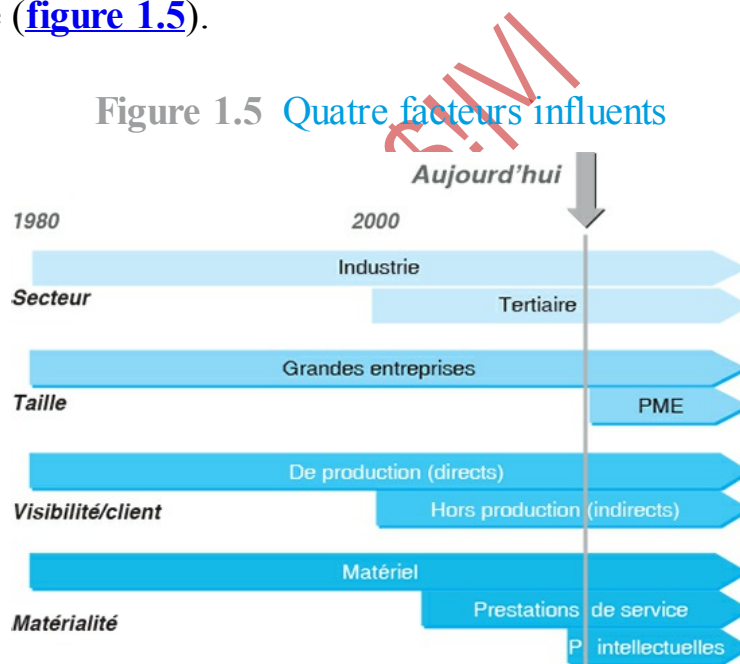 (figure 1.5).
Figure 1.5 Quatre facteurs influents
Aujourd'hui
1980 2000
Industrie
Secteur
Tertiaire
Grandes entreprises
Taille
PME
De production (directs)
Visibilité/client
Hors production (indirects)
Matériel
Matérialité
Prestations de service
P intellectuelles